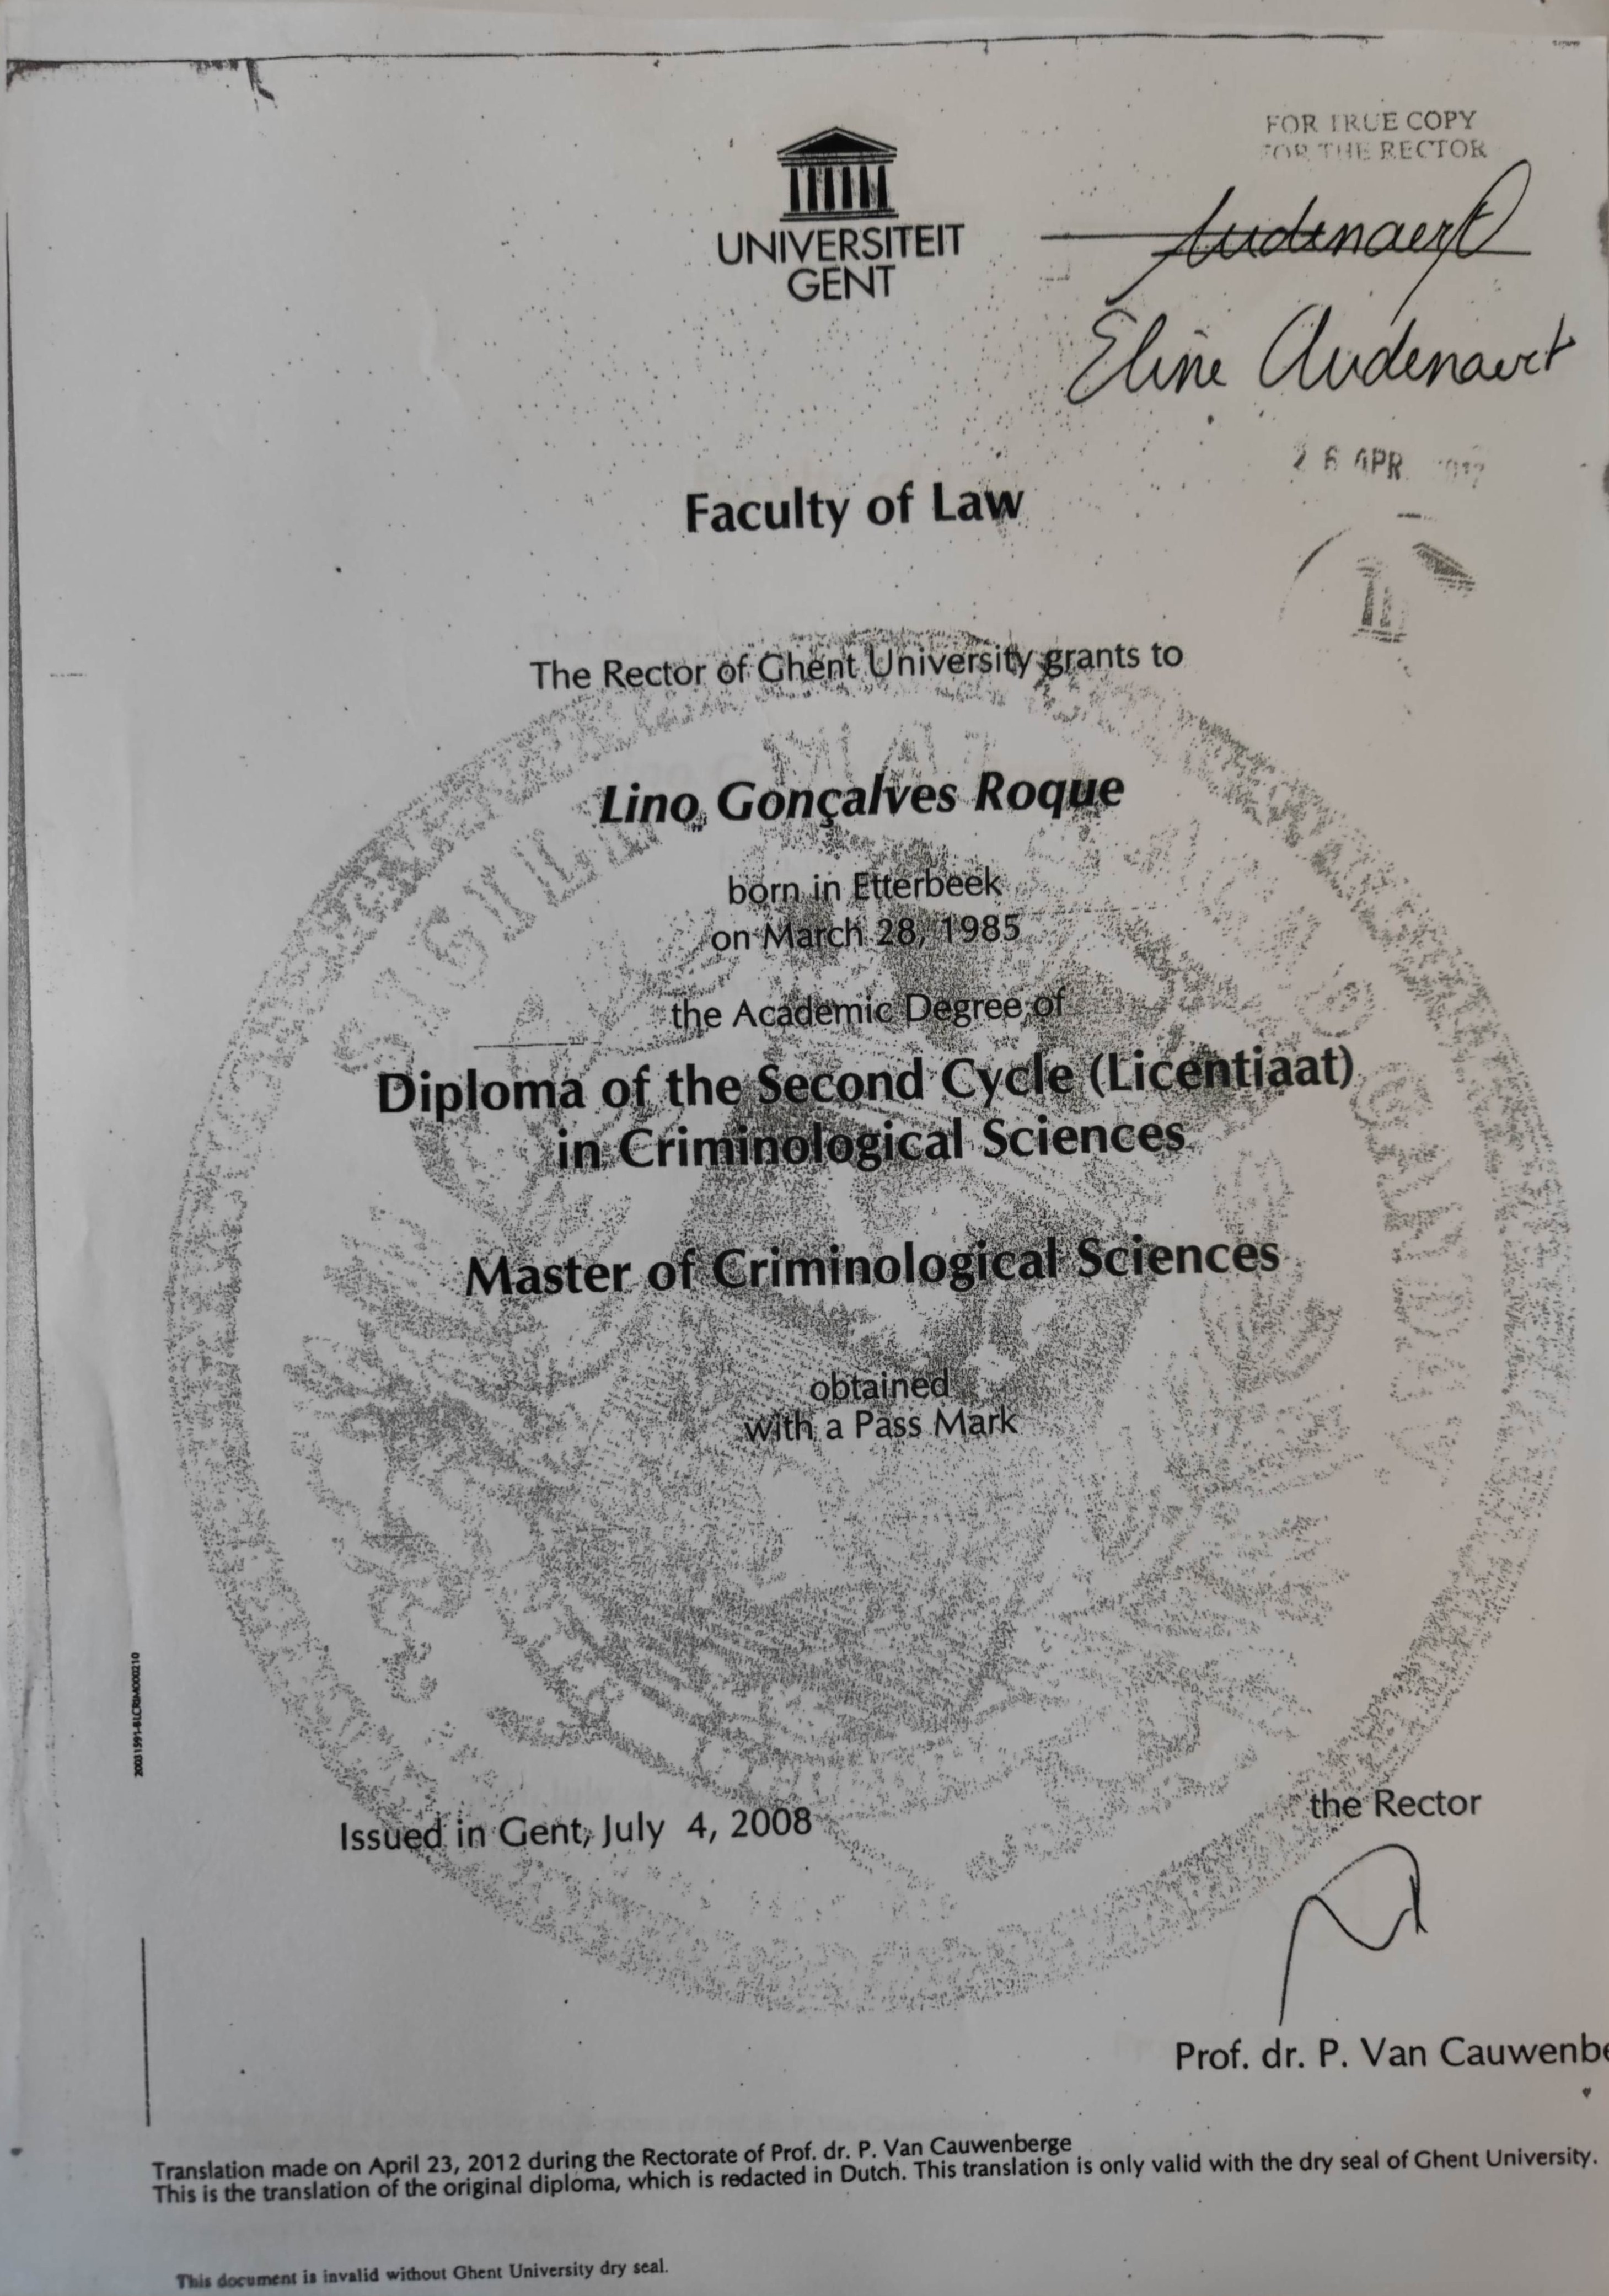 FOR TRUE COPY
FOR THE RECTOR
UNIVERSITEIT
GENT
Audenaert
Eline Audenaert
26 APR
Faculty of Law
The Rector of Ghent University grants to
Lino Gonçalves Roque
born in Etterbeek
on March 28, 1985
the Academic Degree of
Diploma of the Second Cycle (Licentiaat)
in Criminological Sciences
Master of Criminological Sciences
obtained
with a Pass Mark
Issued in Gent, July 4, 2008
the Rector
Prof. dr. P. Van Cauwenbe
Translation made on April 23, 2012 during the Rectorate of Prof. dr. P. Van Cauwenberge
This is the translation of the original diploma, which is redacted in Dutch. This translation is only valid with the dry seal of Ghent University.
This document is invalid without Ghent University dry seal.